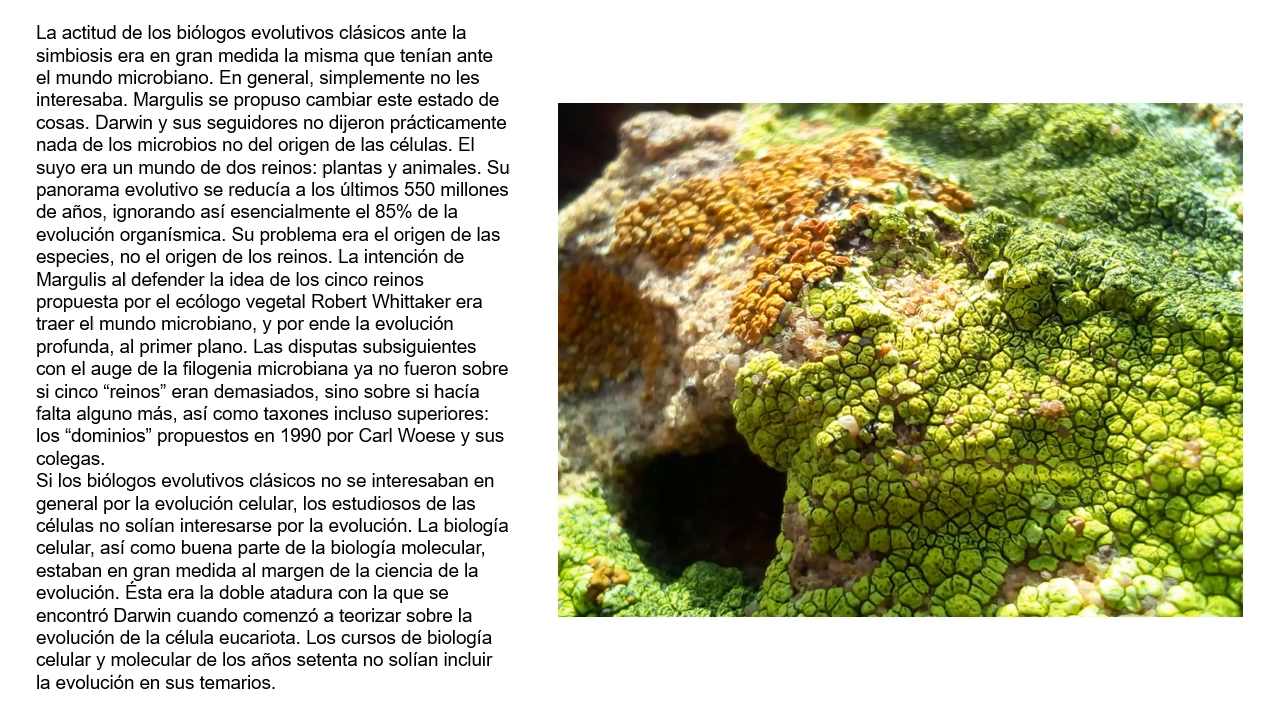 La actitud de los biólogos evolutivos clásicos ante la
simbiosis era en gran medida la misma que tenían ante
el mundo microbiano. En general, simplemente no les
interesaba. Margulis se propuso cambiar este estado de
cosas. Darwin y sus seguidores no dijeron prácticamente
nada de los microbios no del origen de las células. El
suyo era un mundo de dos reinos: plantas y animales. Su
panorama evolutivo se reducía a los últimos 550 millones
de años, ignorando así esencialmente el 85% de la
evolución organísmica. Su problema era el origen de las
especies, no el origen de los reinos. La intención de
Margulis al defender la idea de los cinco reinos
propuesta por el ecólogo vegetal Robert Whittaker era
traer el mundo microbiano, y por ende la evolución
profunda, al primer plano. Las disputas subsiguientes
con el auge de la filogenia microbiana ya no fueron sobre
si cinco “reinos” eran demasiados, sino sobre si hacía
falta alguno más, así como taxones incluso superiores:
los “dominios” propuestos en 1990 por Carl Woese y sus
colegas.
Si los biólogos evolutivos clásicos no se interesaban en
general por la evolución celular, los estudiosos de las
células no solían interesarse por la evolución. La biología
celular, así como buena parte de la biología molecular,
estaban en gran medida al margen de la ciencia de la
evolución. Ésta era la doble atadura con la que se
encontró Darwin cuando comenzó a teorizar sobre la
evolución de la célula eucariota. Los cursos de biología
celular y molecular de los años setenta no solían incluir
la evolución en sus temarios.